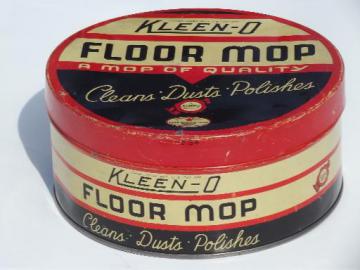 KLEEN-O
FLOOR MOP
A MOP OF QUALITY
Cleans · Dusts · Polishes
KLEEN-O
FLOOR MOP
Cleans · Dusts · Polishes